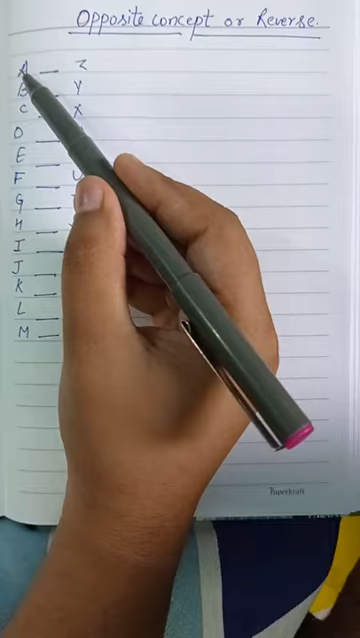 Opposite concept or Reverse.
A — Z
B — Y
C — X
D —
E —
F — U
G —
H —
I —
J —
K —
L —
M —
Paperkraft